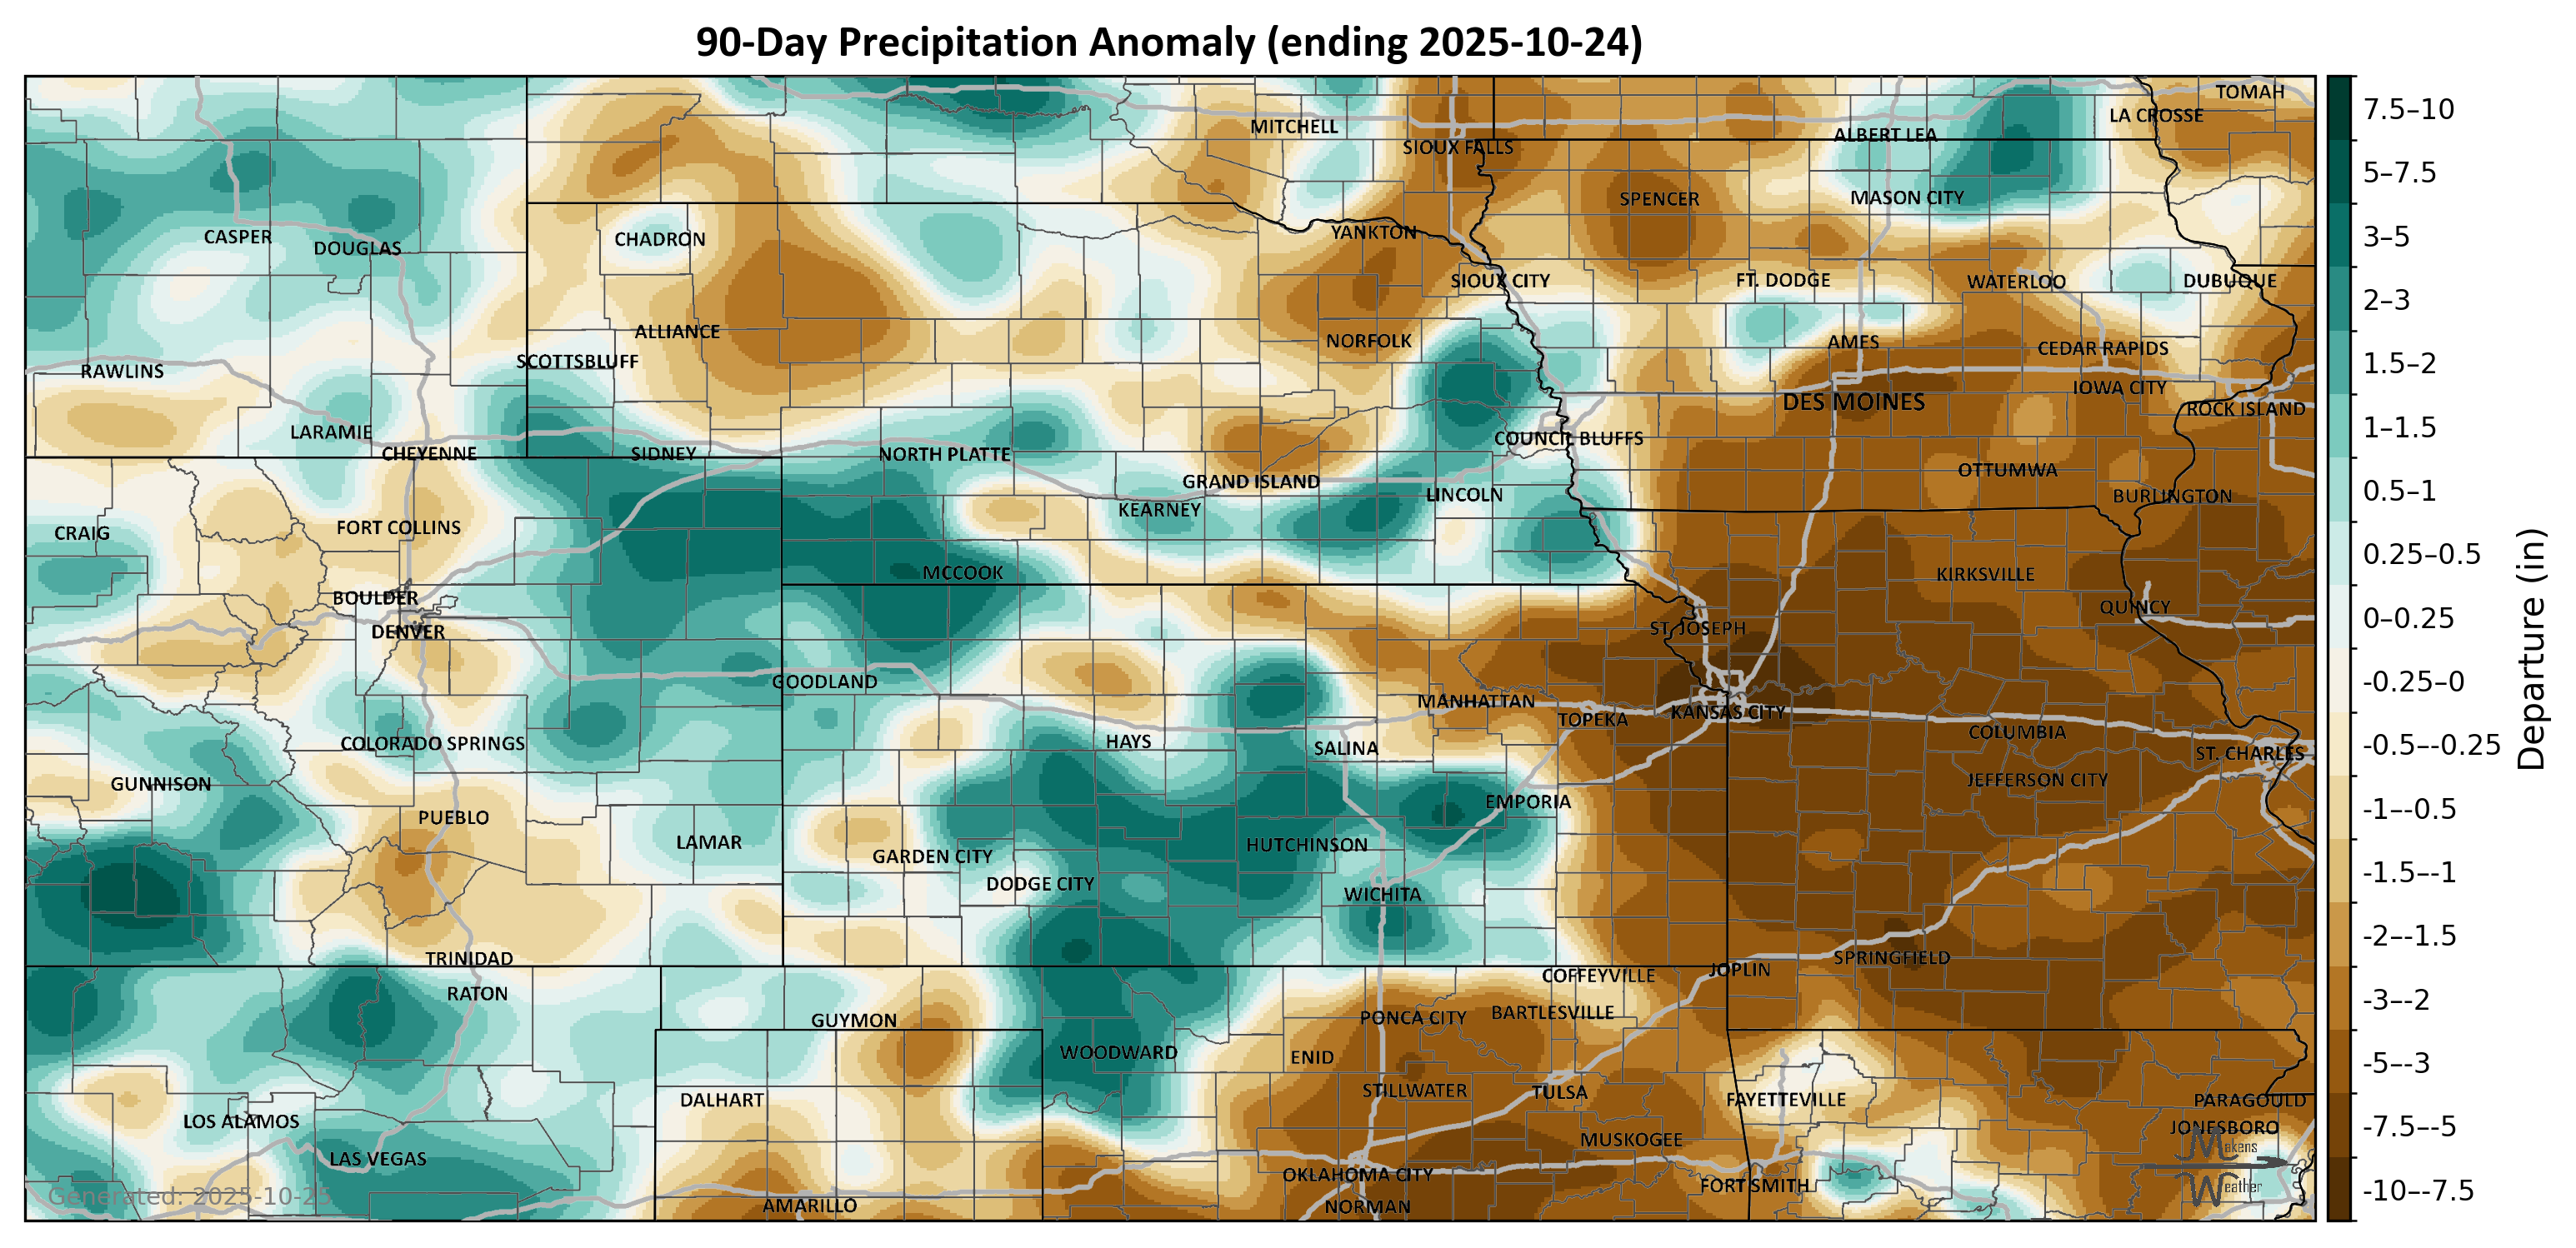 90-Day Precipitation Anomaly (ending 2025-10-24)
TOMAH
LA CROSSE
MITCHELL
ALBERT LEA
SIOUX FALLS
SPENCER
MASON CITY
CASPER
DOUGLAS
CHADRON
YANKTON
SIOUX CITY
FT. DODGE
WATERLOO
DUBUQUE
ALLIANCE
NORFOLK
AMES
CEDAR RAPIDS
SCOTTSBLUFF
RAWLINS
IOWA CITY
DES MOINES
ROCK ISLAND
LARAMIE
COUNCIL BLUFFS
CHEYENNE
SIDNEY
NORTH PLATTE
OTTUMWA
GRAND ISLAND
LINCOLN
BURLINGTON
KEARNEY
CRAIG
FORT COLLINS
MCCOOK
KIRKSVILLE
BOULDER
QUINCY
DENVER
ST. JOSEPH
GOODLAND
MANHATTAN
TOPEKA
KANSAS CITY
COLUMBIA
COLORADO SPRINGS
HAYS
SALINA
ST. CHARLES
GUNNISON
JEFFERSON CITY
PUEBLO
EMPORIA
LAMAR
HUTCHINSON
GARDEN CITY
DODGE CITY
WICHITA
TRINIDAD
SPRINGFIELD
JOPLIN
COFFEYVILLE
RATON
BARTLESVILLE
GUYMON
PONCA CITY
WOODWARD
ENID
STILLWATER
TULSA
DALHART
FAYETTEVILLE
PARAGOULD
LOS ALAMOS
JONESBORO
MUSKOGEE
LAS VEGAS
OKLAHOMA CITY
FORT SMITH
AMARILLO
NORMAN
Generated: 2025-10-25
Makens
Weather
7.5–10
5–7.5
3–5
2–3
1.5–2
1–1.5
0.5–1
0.25–0.5
0–0.25
-0.25–0
-0.5–-0.25
-1–-0.5
-1.5–-1
-2–-1.5
-3–-2
-5–-3
-7.5–-5
-10–-7.5
Departure (in)